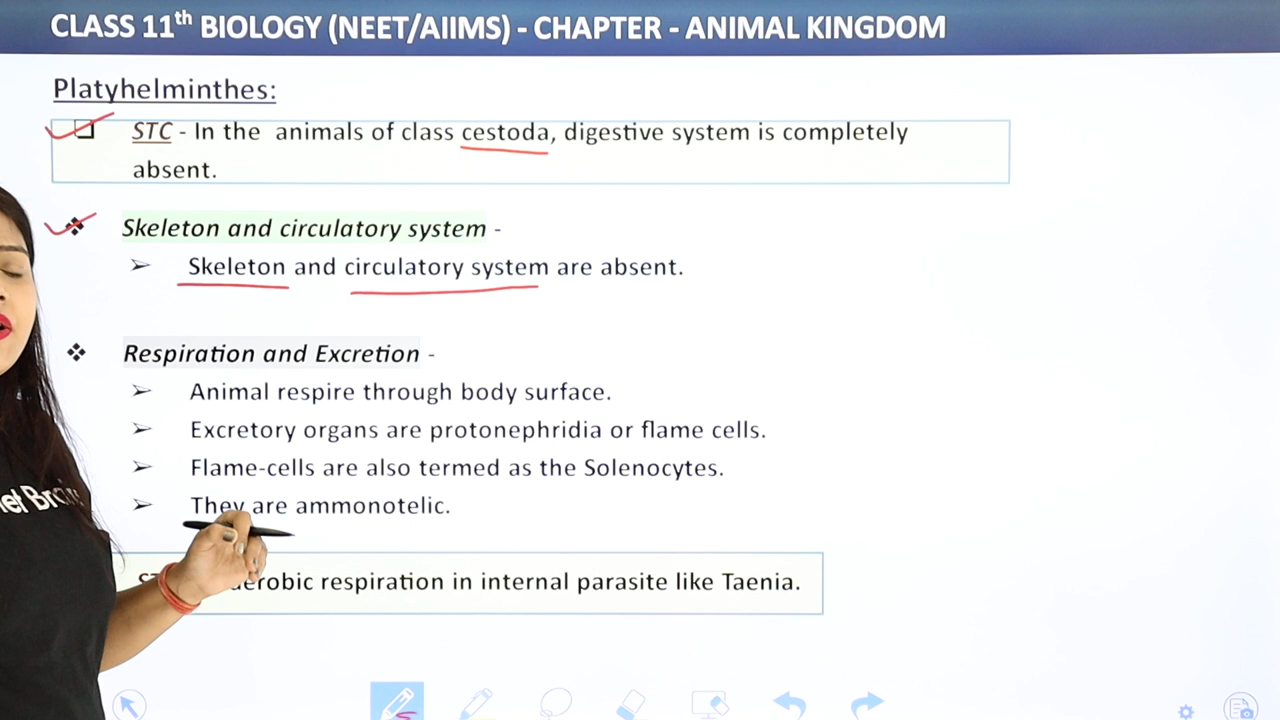 CLASS 11th BIOLOGY (NEET/AIIMS) - CHAPTER - ANIMAL KINGDOM
Platyhelminthes:
STC - In the animals of class cestoda, digestive system is completely
absent.
Skeleton and circulatory system -
Skeleton and circulatory system are absent.
Respiration and Excretion -
Animal respire through body surface.
Excretory organs are protonephridia or flame cells.
Flame-cells are also termed as the Solenocytes.
They are ammonotelic.
respiration in internal parasite like Taenia.